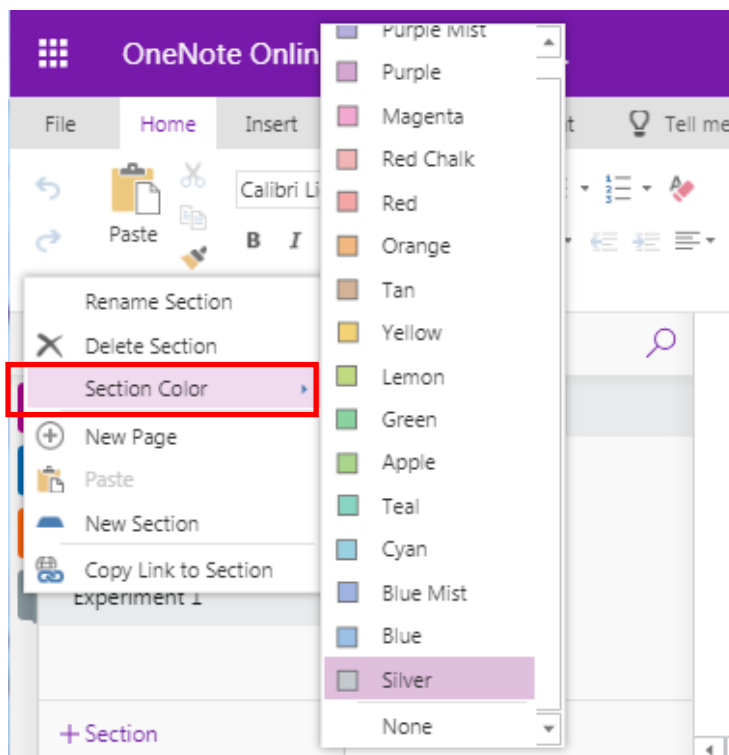 OneNote Onlin
File
Home
Insert
t
Tell me
Paste
Calibri Li
B
I
Rename Section
Delete Section
Section Color
New Page
Paste
New Section
Copy Link to Section
Experiment 1
+ Section
Purple Mist
Purple
Magenta
Red Chalk
Red
Orange
Tan
Yellow
Lemon
Green
Apple
Teal
Cyan
Blue Mist
Blue
Silver
None